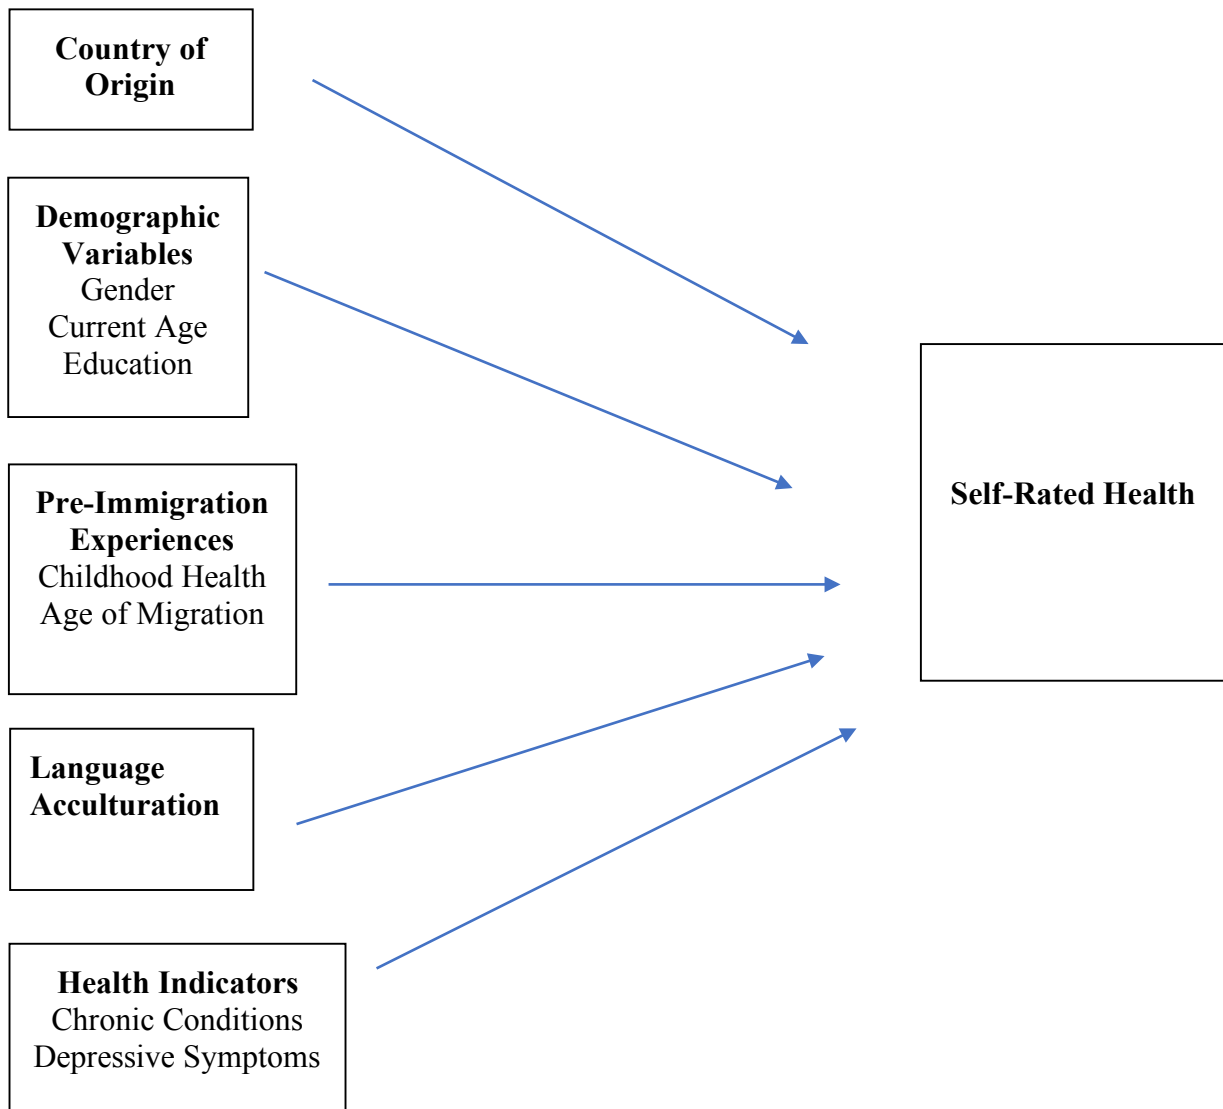 Country of
Origin
Demographic
Variables
Gender
Current Age
Education
Pre-Immigration
Experiences
Childhood Health
Age of Migration
Language
Acculturation
Health Indicators
Chronic Conditions
Depressive Symptoms
Self-Rated Health